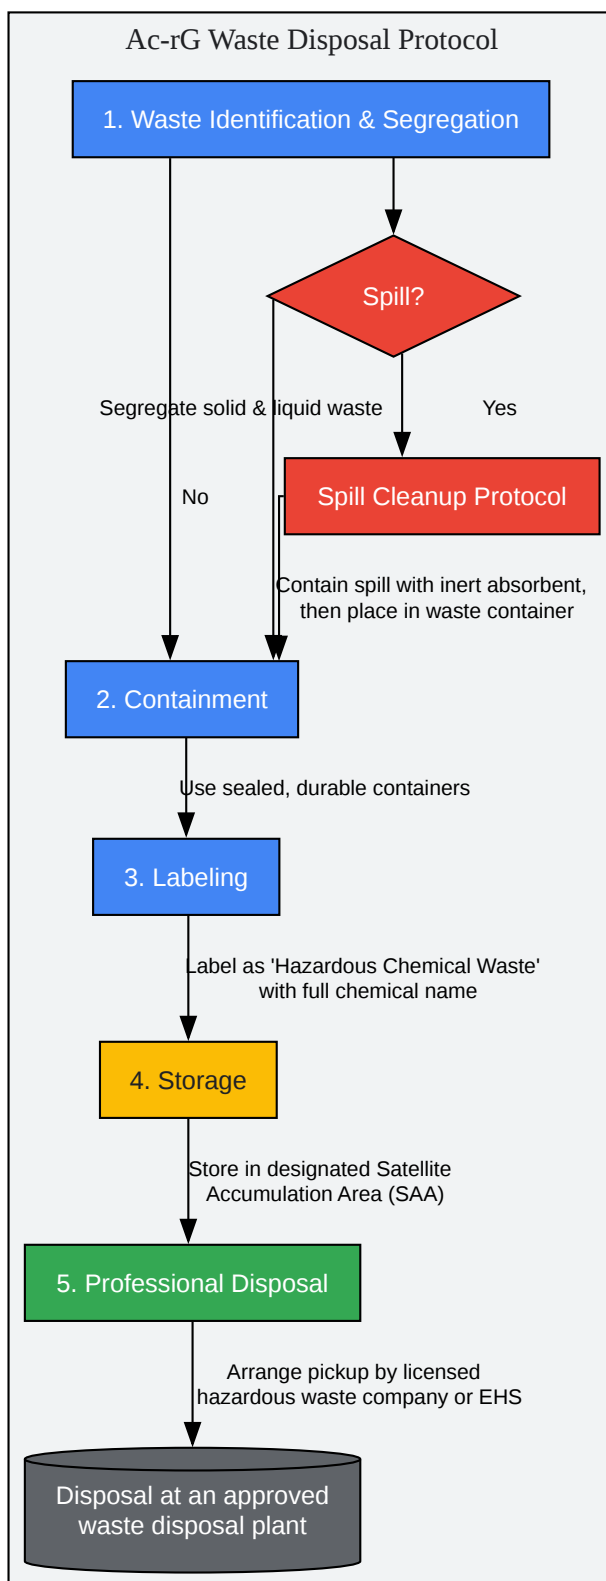 Ac-rG Waste Disposal Protocol
1. Waste Identification & Segregation
Spill?
Segregate solid & liquid waste
Yes
No
Spill Cleanup Protocol
Contain spill with inert absorbent,
then place in waste container
2. Containment
Use sealed, durable containers
3. Labeling
Label as 'Hazardous Chemical Waste'
with full chemical name
4. Storage
Store in designated Satellite
Accumulation Area (SAA)
5. Professional Disposal
Arrange pickup by licensed
hazardous waste company or EHS
Disposal at an approved
waste disposal plant